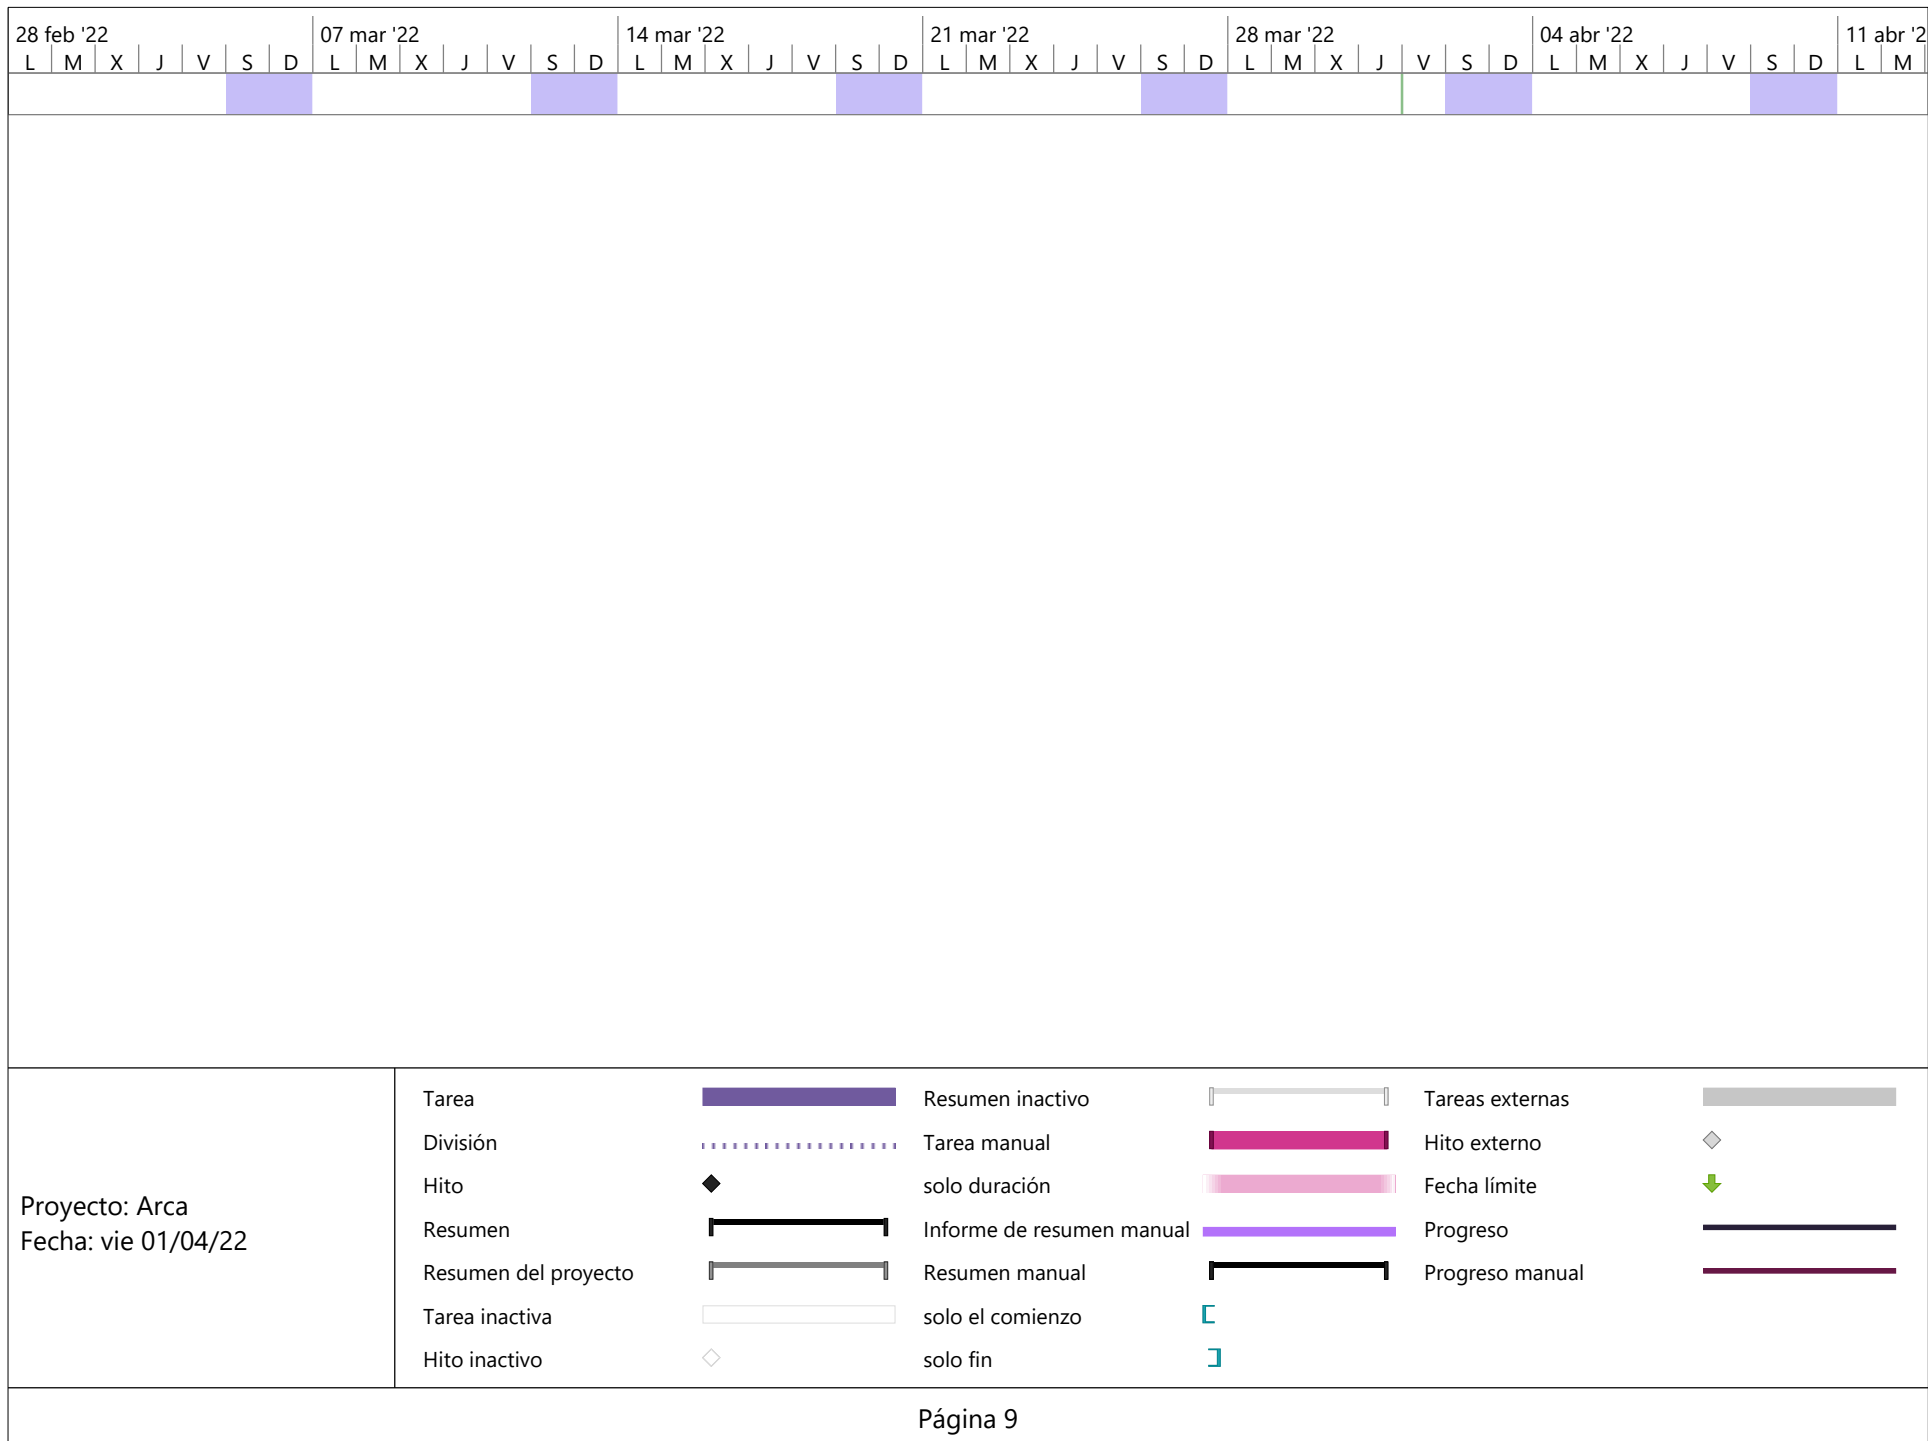 28 feb '22 07 mar '22 14 mar '22 21 mar '22 28 mar '22 04 abr '22 11 abr '2
L M X J V S D L M X J V S D L M X J V S D L M X J V S D L M X J V S D L M X J V S D L M
Proyecto: Arca
Fecha: vie 01/04/22
Tarea
División
Hito
Resumen
Resumen del proyecto
Tarea inactiva
Hito inactivo
Resumen inactivo
Tarea manual
solo duración
Informe de resumen manual
Resumen manual
solo el comienzo
solo fin
Tareas externas
Hito externo
Fecha límite
Progreso
Progreso manual
Página 9